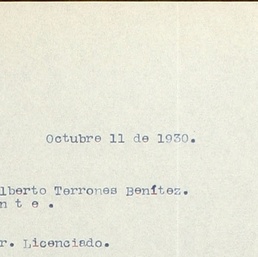 Octubre 11 de 1930.
lberto Terrones Benítez.
n t e .
r. Licenciado.